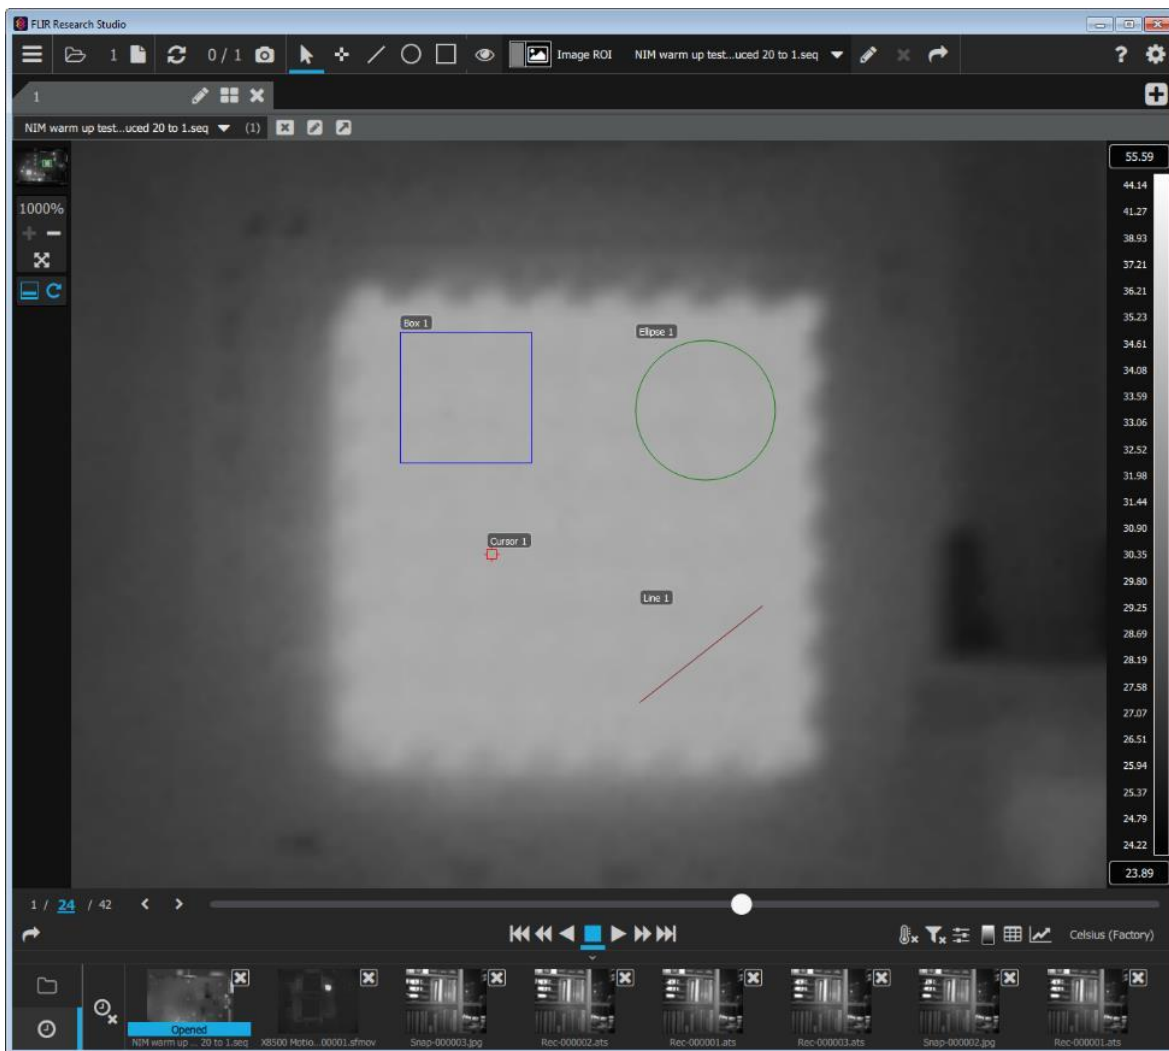 FLIR Research Studio
1 0 / 1 Image ROI NIM warm up test...uced 20 to 1.seq ?
1
NIM warm up test...uced 20 to 1.seq (1)
55.59
1000%
44.14
41.27
38.93
37.21
36.21
35.23
34.61
34.08
33.59
33.06
32.52
31.98
31.44
30.90
30.35
29.80
29.25
28.69
28.19
27.58
27.07
26.51
25.94
25.37
24.79
24.22
23.89
Box 1
Ellipse 1
Cursor 1
Line 1
1 / 24 / 42
Celsius (Factory)
Opened
NIM warm up ... 20 to 1.seq X8500 Motio...00001.sfmov Snap-000003.jpg Rec-000002.ats Rec-000001.ats Rec-000003.ats Snap-000002.jpg Rec-000001.ats